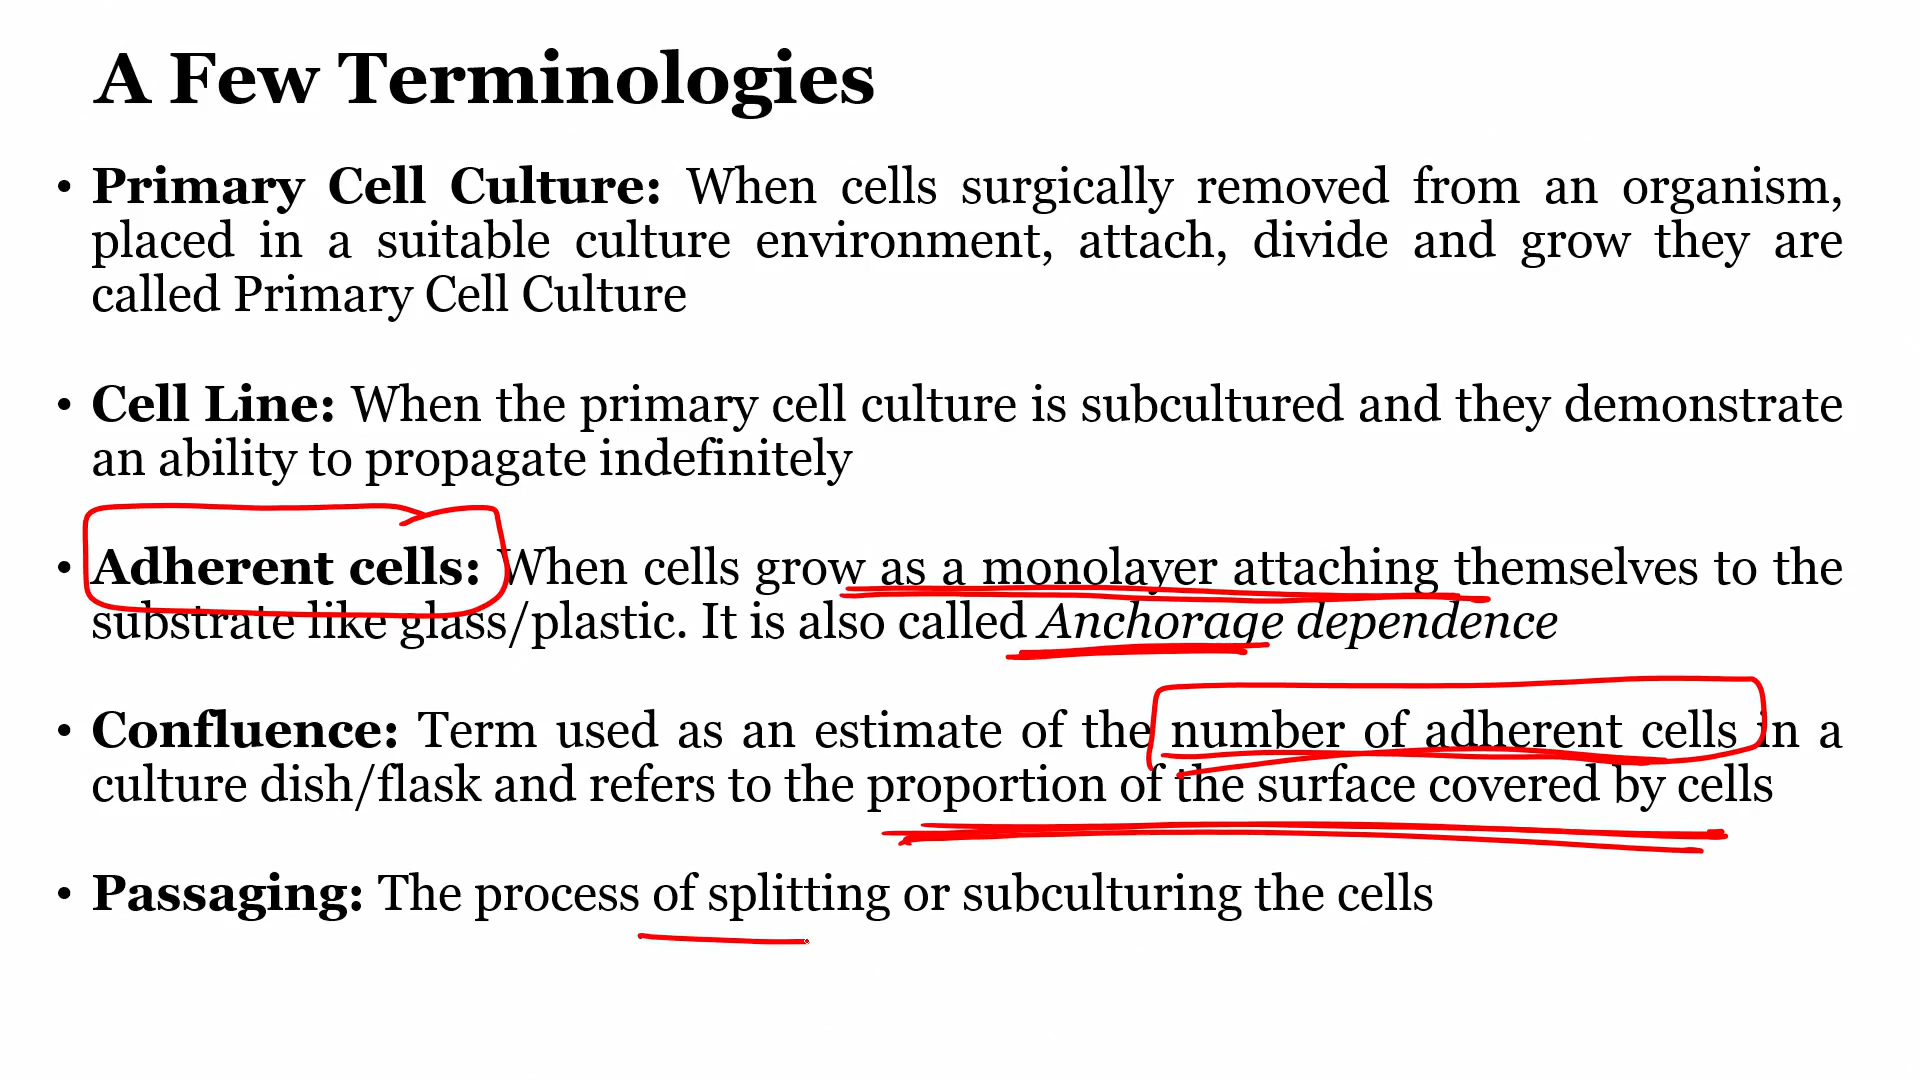 A Few Terminologies
• Primary Cell Culture: When cells surgically removed from an organism,
placed in a suitable culture environment, attach, divide and grow they are
called Primary Cell Culture
• Cell Line: When the primary cell culture is subcultured and they demonstrate
an ability to propagate indefinitely
• Adherent cells: When cells grow as a monolayer attaching themselves to the
substrate like glass/plastic. It is also called Anchorage dependence
• Confluence: Term used as an estimate of the number of adherent cells in a
culture dish/flask and refers to the proportion of the surface covered by cells
• Passaging: The process of splitting or subculturing the cells